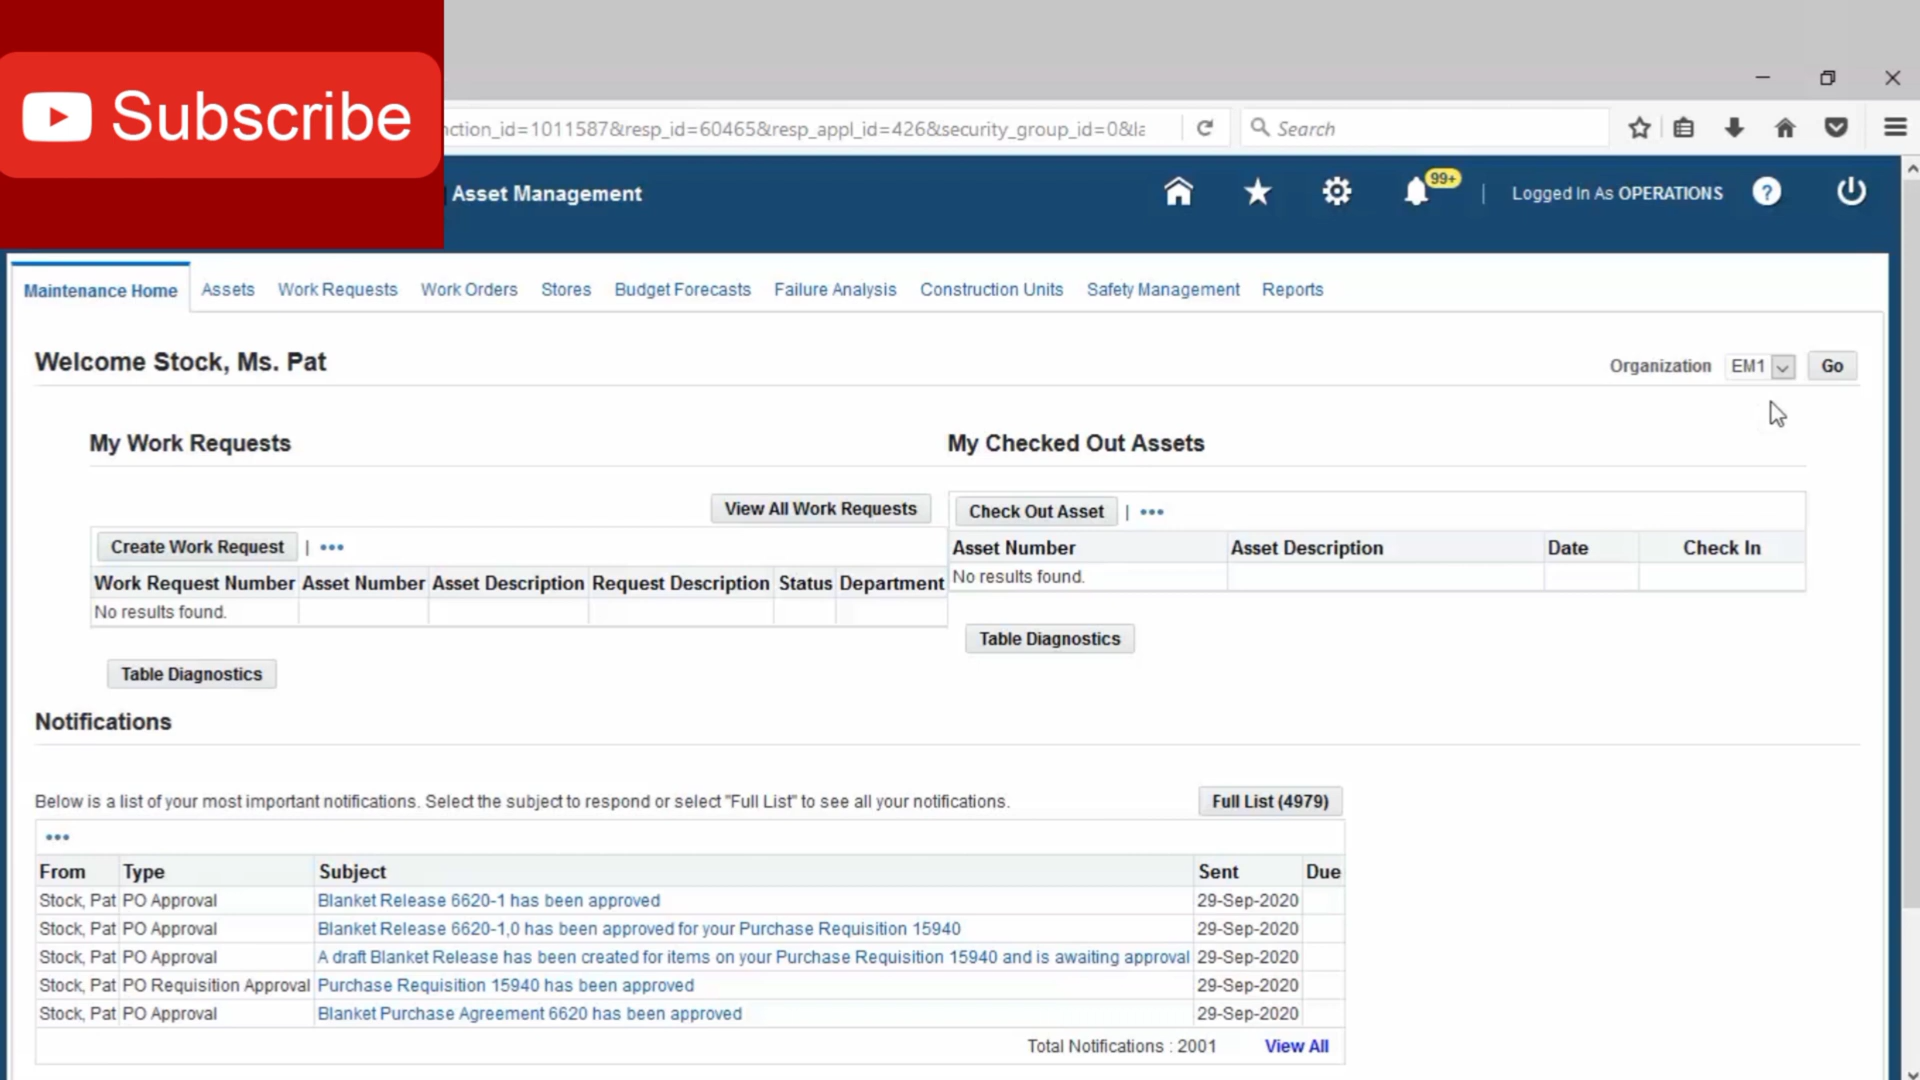 Subscribe
nction_id=1011587&resp_id=60465&resp_appl_id=426&security_group_id=0&la
Search
Asset Management
99+
Logged In As OPERATIONS
?
Maintenance Home Assets Work Requests Work Orders Stores Budget Forecasts Failure Analysis Construction Units Safety Management Reports
Welcome Stock, Ms. Pat
Organization EM1 Go
My Work Requests
View All Work Requests
Create Work Request | •••
Work Request Number Asset Number Asset Description Request Description Status Department
No results found.
Table Diagnostics
My Checked Out Assets
Check Out Asset | •••
Asset Number Asset Description Date Check In
No results found.
Table Diagnostics
Notifications
Below is a list of your most important notifications. Select the subject to respond or select "Full List" to see all your notifications.
Full List (4979)
•••
From Type Subject Sent Due
Stock, Pat PO Approval Blanket Release 6620-1 has been approved 29-Sep-2020
Stock, Pat PO Approval Blanket Release 6620-1,0 has been approved for your Purchase Requisition 15940 29-Sep-2020
Stock, Pat PO Approval A draft Blanket Release has been created for items on your Purchase Requisition 15940 and is awaiting approval 29-Sep-2020
Stock, Pat PO Requisition Approval Purchase Requisition 15940 has been approved 29-Sep-2020
Stock, Pat PO Approval Blanket Purchase Agreement 6620 has been approved 29-Sep-2020
Total Notifications : 2001 View All